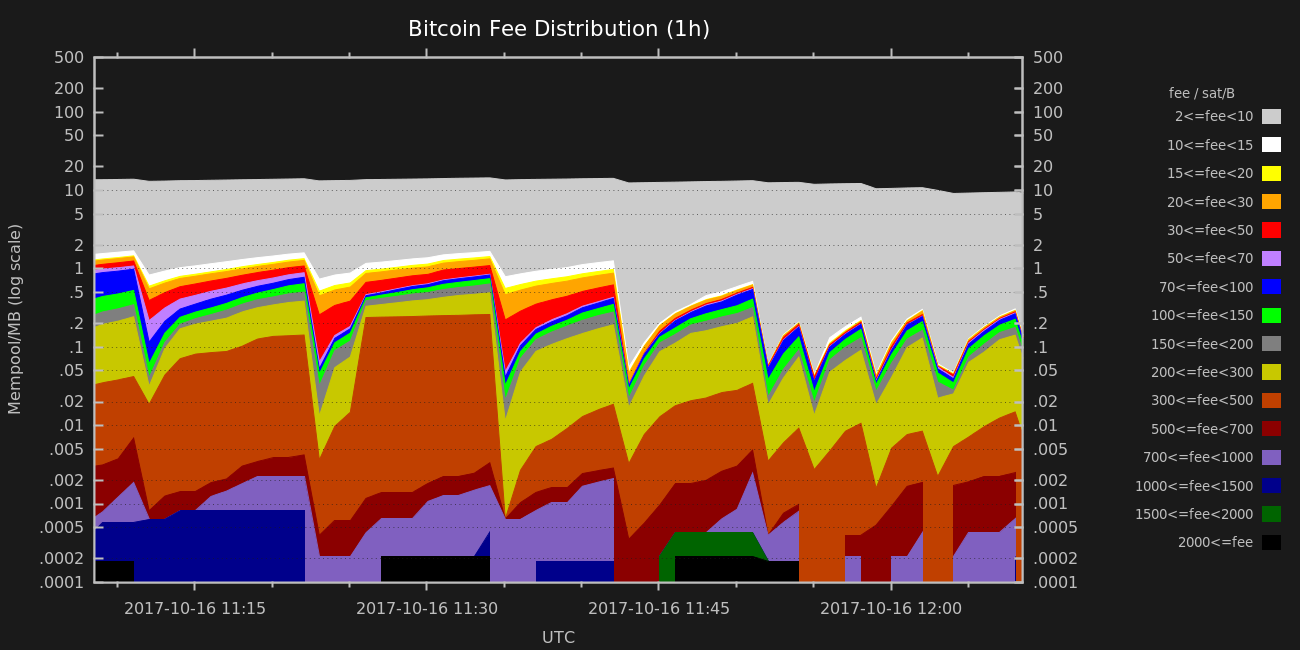 Bitcoin Fee Distribution (1h)
Mempool/MB (log scale)
500
200
100
50
20
10
5
2
1
.5
.2
.1
.05
.02
.01
.005
.002
.001
.0005
.0002
.0001
500
200
100
50
20
10
5
2
1
.5
.2
.1
.05
.02
.01
.005
.002
.001
.0005
.0002
.0001
2017-10-16 11:15
2017-10-16 11:30
2017-10-16 11:45
2017-10-16 12:00
UTC
fee / sat/B
2<=fee<10
10<=fee<15
15<=fee<20
20<=fee<30
30<=fee<50
50<=fee<70
70<=fee<100
100<=fee<150
150<=fee<200
200<=fee<300
300<=fee<500
500<=fee<700
700<=fee<1000
1000<=fee<1500
1500<=fee<2000
2000<=fee